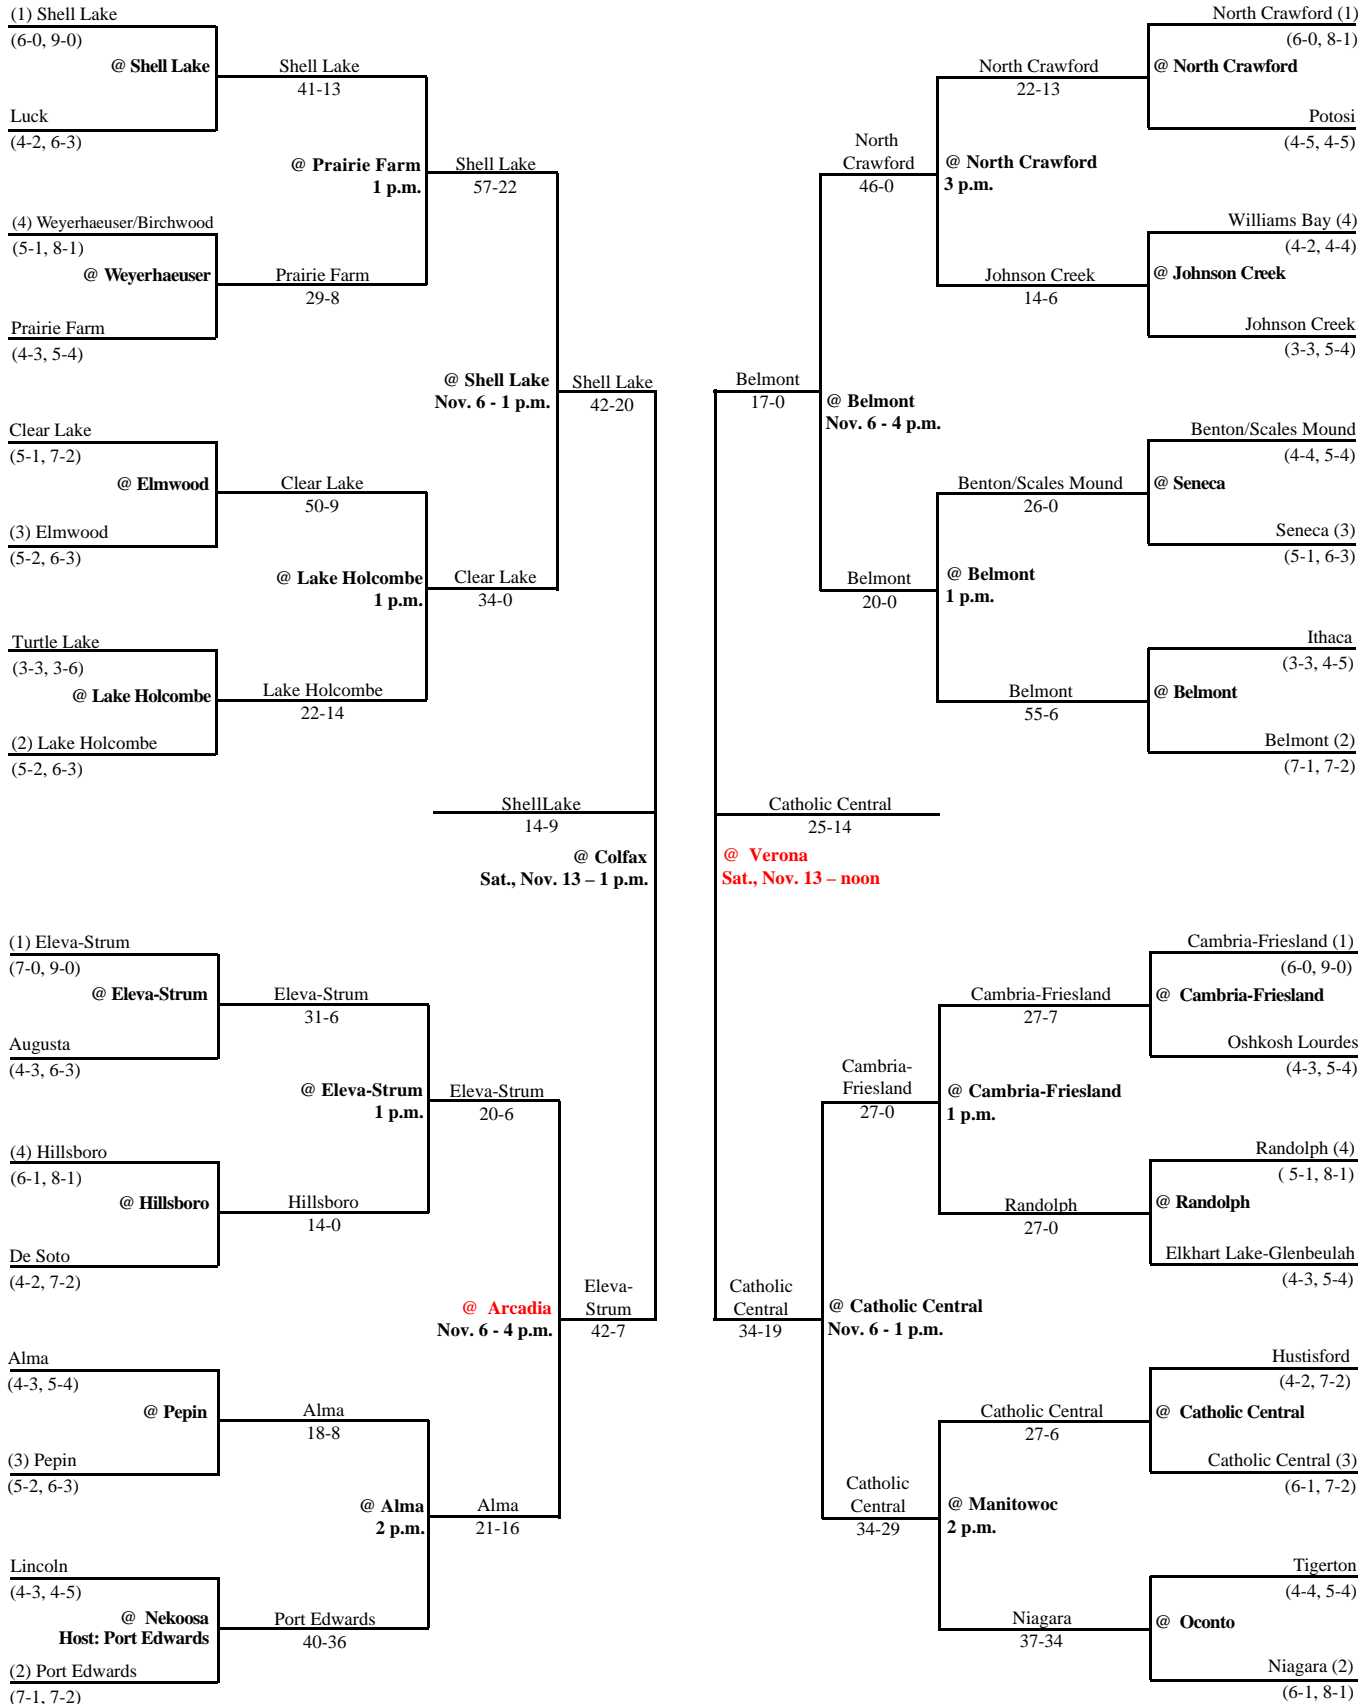 (1) Shell Lake
(6-0, 9-0)
@ Shell Lake
Luck
(4-2, 6-3)
Shell Lake
41-13
@ Prairie Farm
1 p.m.
(4) Weyerhaeuser/Birchwood
(5-1, 8-1)
@ Weyerhaeuser
Prairie Farm
(4-3, 5-4)
Prairie Farm
29-8
Shell Lake
57-22
@ Shell Lake
Nov. 6 - 1 p.m.
Clear Lake
(5-1, 7-2)
@ Elmwood
(3) Elmwood
(5-2, 6-3)
Clear Lake
50-9
@ Lake Holcombe
1 p.m.
Turtle Lake
(3-3, 3-6)
@ Lake Holcombe
(2) Lake Holcombe
(5-2, 6-3)
Lake Holcombe
22-14
Clear Lake
34-0
Shell Lake
42-20
ShellLake
14-9
@ Colfax
Sat., Nov. 13 – 1 p.m.
(1) Eleva-Strum
(7-0, 9-0)
@ Eleva-Strum
Augusta
(4-3, 6-3)
Eleva-Strum
31-6
@ Eleva-Strum
1 p.m.
(4) Hillsboro
(6-1, 8-1)
@ Hillsboro
De Soto
(4-2, 7-2)
Hillsboro
14-0
Eleva-Strum
20-6
@ Arcadia
Nov. 6 - 4 p.m.
Eleva-
Strum
42-7
Alma
(4-3, 5-4)
@ Pepin
(3) Pepin
(5-2, 6-3)
Alma
18-8
@ Alma
2 p.m.
Alma
21-16
Lincoln
(4-3, 4-5)
@ Nekoosa
Host: Port Edwards
(2) Port Edwards
(7-1, 7-2)
Port Edwards
40-36
North Crawford (1)
(6-0, 8-1)
@ North Crawford
Potosi
(4-5, 4-5)
North Crawford
22-13
North
Crawford
46-0
@ North Crawford
3 p.m.
Williams Bay (4)
(4-2, 4-4)
@ Johnson Creek
Johnson Creek
(3-3, 5-4)
Johnson Creek
14-6
Belmont
17-0
@ Belmont
Nov. 6 - 4 p.m.
Benton/Scales Mound
(4-4, 5-4)
@ Seneca
Seneca (3)
(5-1, 6-3)
Benton/Scales Mound
26-0
Belmont
20-0
@ Belmont
1 p.m.
Ithaca
(3-3, 4-5)
@ Belmont
Belmont (2)
(7-1, 7-2)
Belmont
55-6
Catholic Central
25-14
@ Verona
Sat., Nov. 13 – noon
Cambria-Friesland (1)
(6-0, 9-0)
@ Cambria-Friesland
Oshkosh Lourdes
(4-3, 5-4)
Cambria-Friesland
27-7
Cambria-
Friesland
27-0
@ Cambria-Friesland
1 p.m.
Randolph (4)
( 5-1, 8-1)
@ Randolph
Elkhart Lake-Glenbeulah
(4-3, 5-4)
Randolph
27-0
Catholic
Central
34-19
@ Catholic Central
Nov. 6 - 1 p.m.
Hustisford
(4-2, 7-2)
@ Catholic Central
Catholic Central (3)
(6-1, 7-2)
Catholic Central
27-6
Catholic
Central
34-29
@ Manitowoc
2 p.m.
Tigerton
(4-4, 5-4)
@ Oconto
Niagara (2)
(6-1, 8-1)
Niagara
37-34